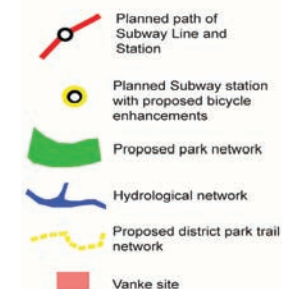 Planned path of
Subway Line and
Station
Planned Subway station
with proposed bicycle
enhancements
Proposed park network
Hydrological network
Proposed district park trail
network
Vanke site